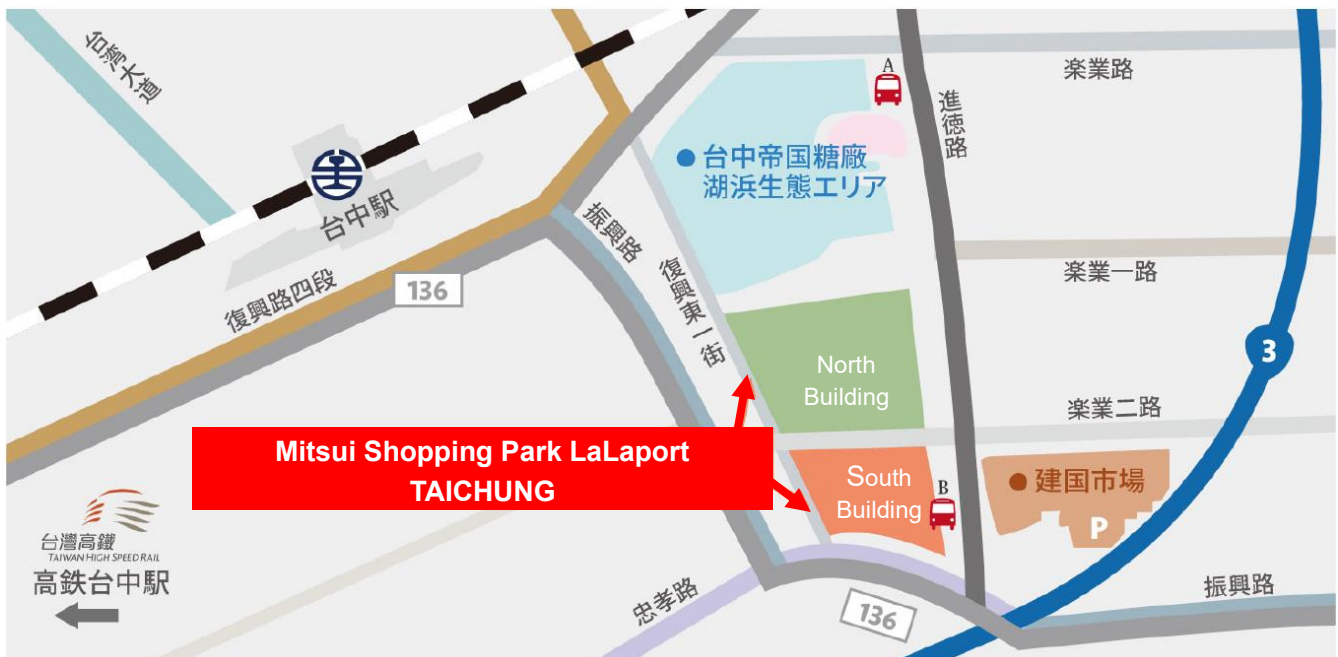 台湾大道
A
楽業路
進徳路
台中帝国糖廠
湖浜生態エリア
台中駅
振興路
復興東一街
楽業一路
復興路四段
136
3
North
Building
楽業二路
Mitsui Shopping Park LaLaport
TAICHUNG
South
Building
B
建国市場
P
台灣高鐵
TAIWAN HIGH SPEED RAIL
高鉄台中駅
忠孝路
136
振興路